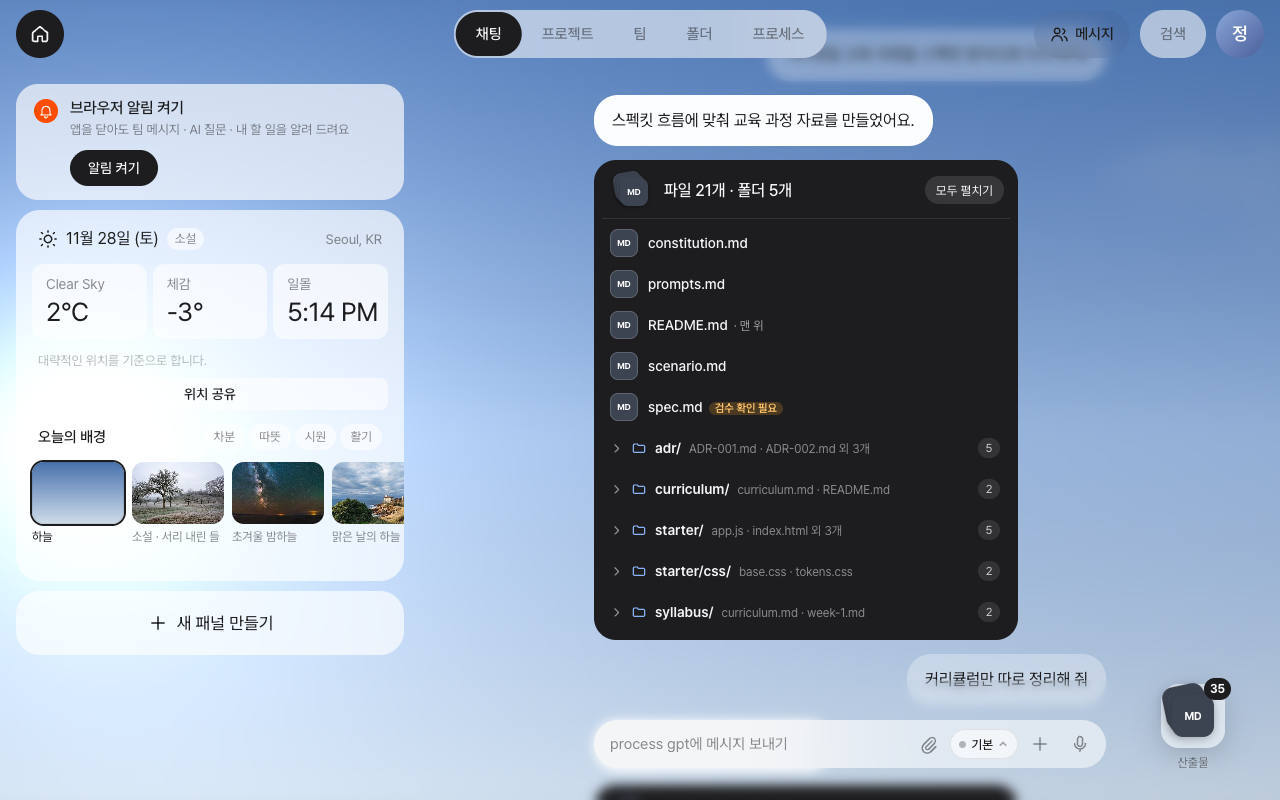 채팅
프로젝트
팀
폴더
프로세스
메시지
검색
정
브라우저 알림 켜기
앱을 닫아도 팀 메시지 · AI 질문 · 내 할 일을 알려 드려요
알림 켜기
11월 28일 (토)
소설
Seoul, KR
Clear Sky
2°C
체감
-3°
일몰
5:14 PM
대략적인 위치를 기준으로 합니다.
위치 공유
오늘의 배경
차분
따뜻
시원
활기
하늘
소설 · 서리 내린 들
초겨울 밤하늘
맑은 날의 하늘
새 패널 만들기
스펙킷 흐름에 맞춰 교육 과정 자료를 만들었어요.
MD
파일 21개 · 폴더 5개
모두 펼치기
MD
constitution.md
MD
prompts.md
MD
README.md · 맨 위
MD
scenario.md
MD
spec.md 검수 확인 필요
adr/ ADR-001.md · ADR-002.md 외 3개 5
curriculum/ curriculum.md · README.md 2
starter/ app.js · index.html 외 3개 5
starter/css/ base.css · tokens.css 2
syllabus/ curriculum.md · week-1.md 2
커리큘럼만 따로 정리해 줘
process gpt에 메시지 보내기
기본
35
MD
산출물